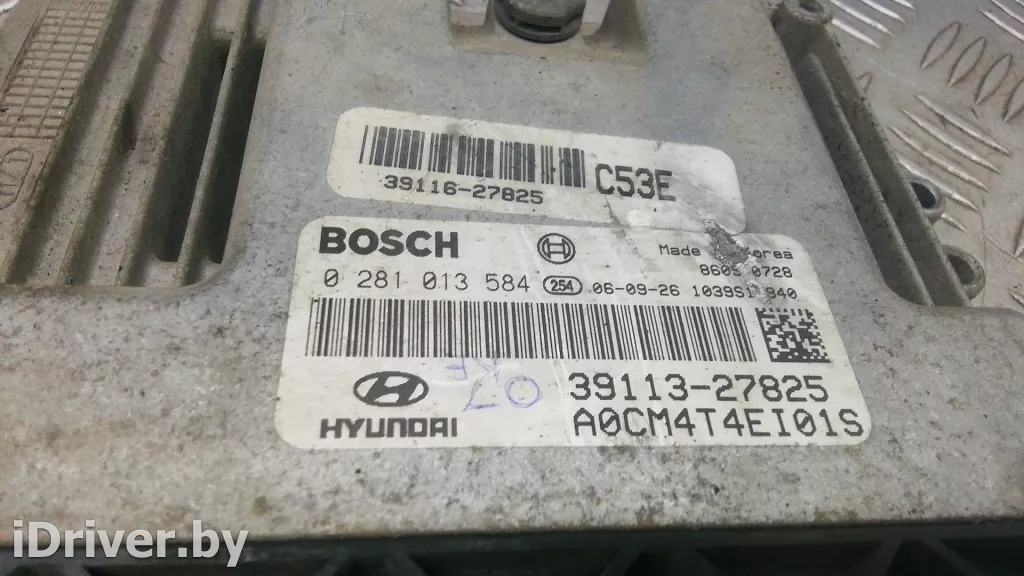 39116-27825
C53E
BOSCH
Made Korea
0728
0 281 013 584 254 06-09-26
39113-27825
A0CM4T4EI01S
HYUNDAI
07
iDriver.by